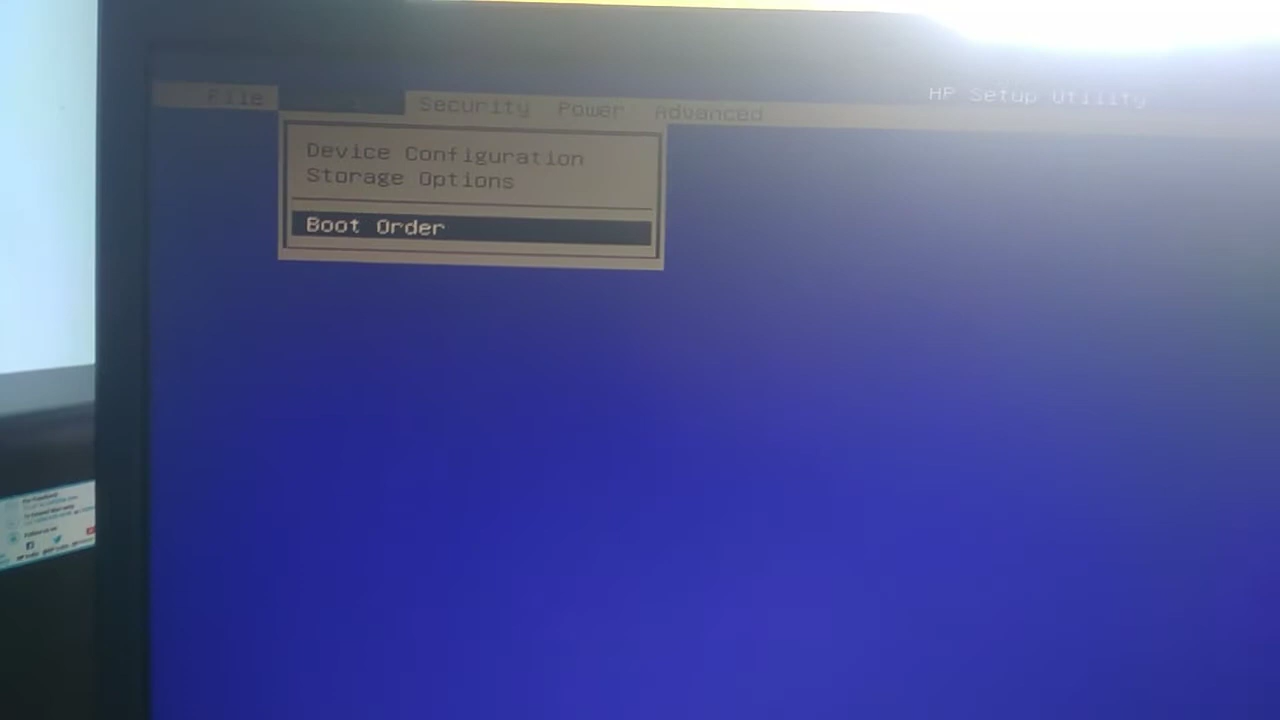 HP Setup Utility
File Security Power Advanced
Device Configuration
Storage Options
Boot Order